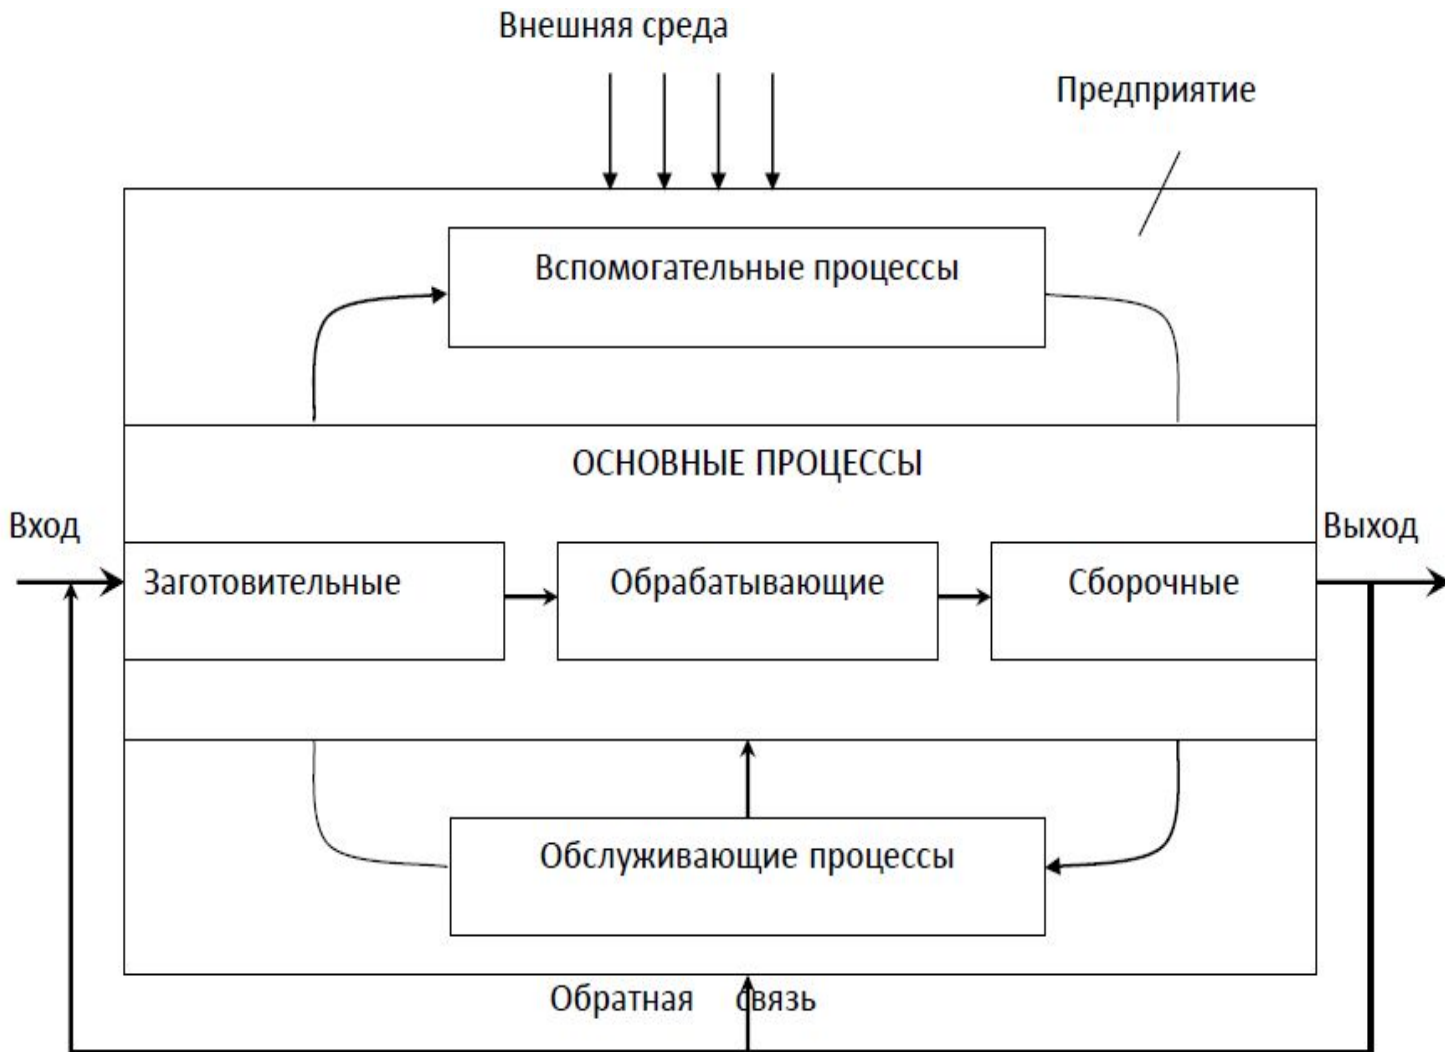 Внешняя среда
Предприятие
Вспомогательные процессы
ОСНОВНЫЕ ПРОЦЕССЫ
Вход
Выход
Заготовительные
Обрабатывающие
Сборочные
Обслуживающие процессы
Обратная связь